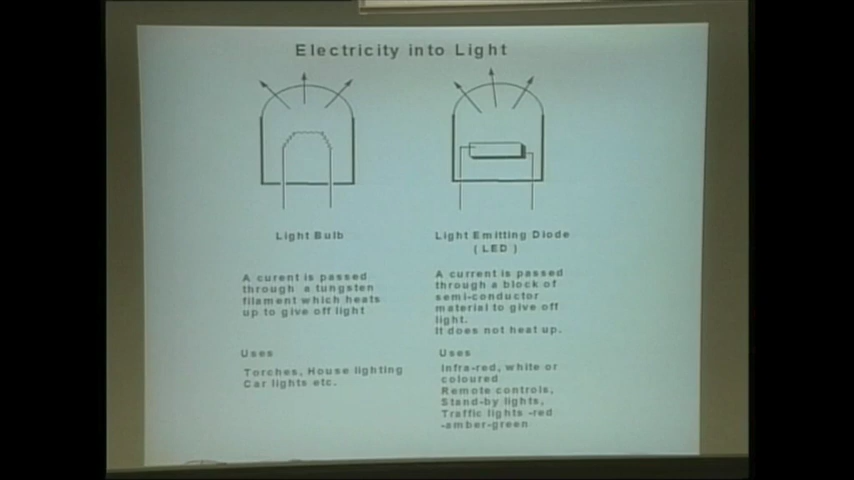 Electricity into Light
Light Bulb
A curent is passed
through a tungsten
filament which heats
up to give off light
Uses
Torches, House lighting
Car lights etc.
Light Emitting Diode
( LED )
A current is passed
through a block of
semi-conductor
material to give off
light.
It does not heat up.
Uses
Infra-red, white or
coloured
Remote controls,
Stand-by lights,
Traffic lights -red
-amber-green